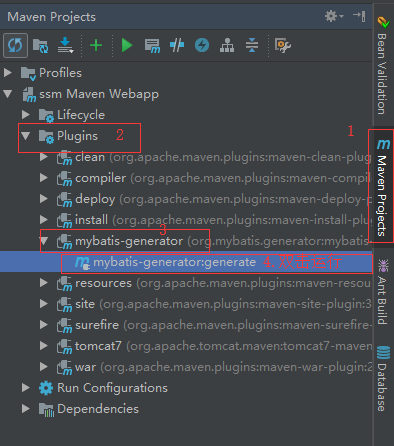 Maven Projects
Profiles
ssm Maven Webapp
Lifecycle
Plugins 2
clean (org.apache.maven.plugins:maven-clean-plug
compiler (org.apache.maven.plugins:maven-compi
deploy (org.apache.maven.plugins:maven-deploy-p
install (org.apache.maven.plugins:maven-install-plu
3
mybatis-generator (org.mybatis.generator:mybatis
mybatis-generator:generate
resources (org.apache.maven.plugins:maven-resou
site (org.apache.maven.plugins:maven-site-plugin:3
surefire (org.apache.maven.plugins:maven-surefire-
tomcat7 (org.apache.tomcat.maven:tomcat7-maven
war (org.apache.maven.plugins:maven-war-plugin:2
Run Configurations
Dependencies
Bean Validation
1
Maven Projects
Ant Build
Database